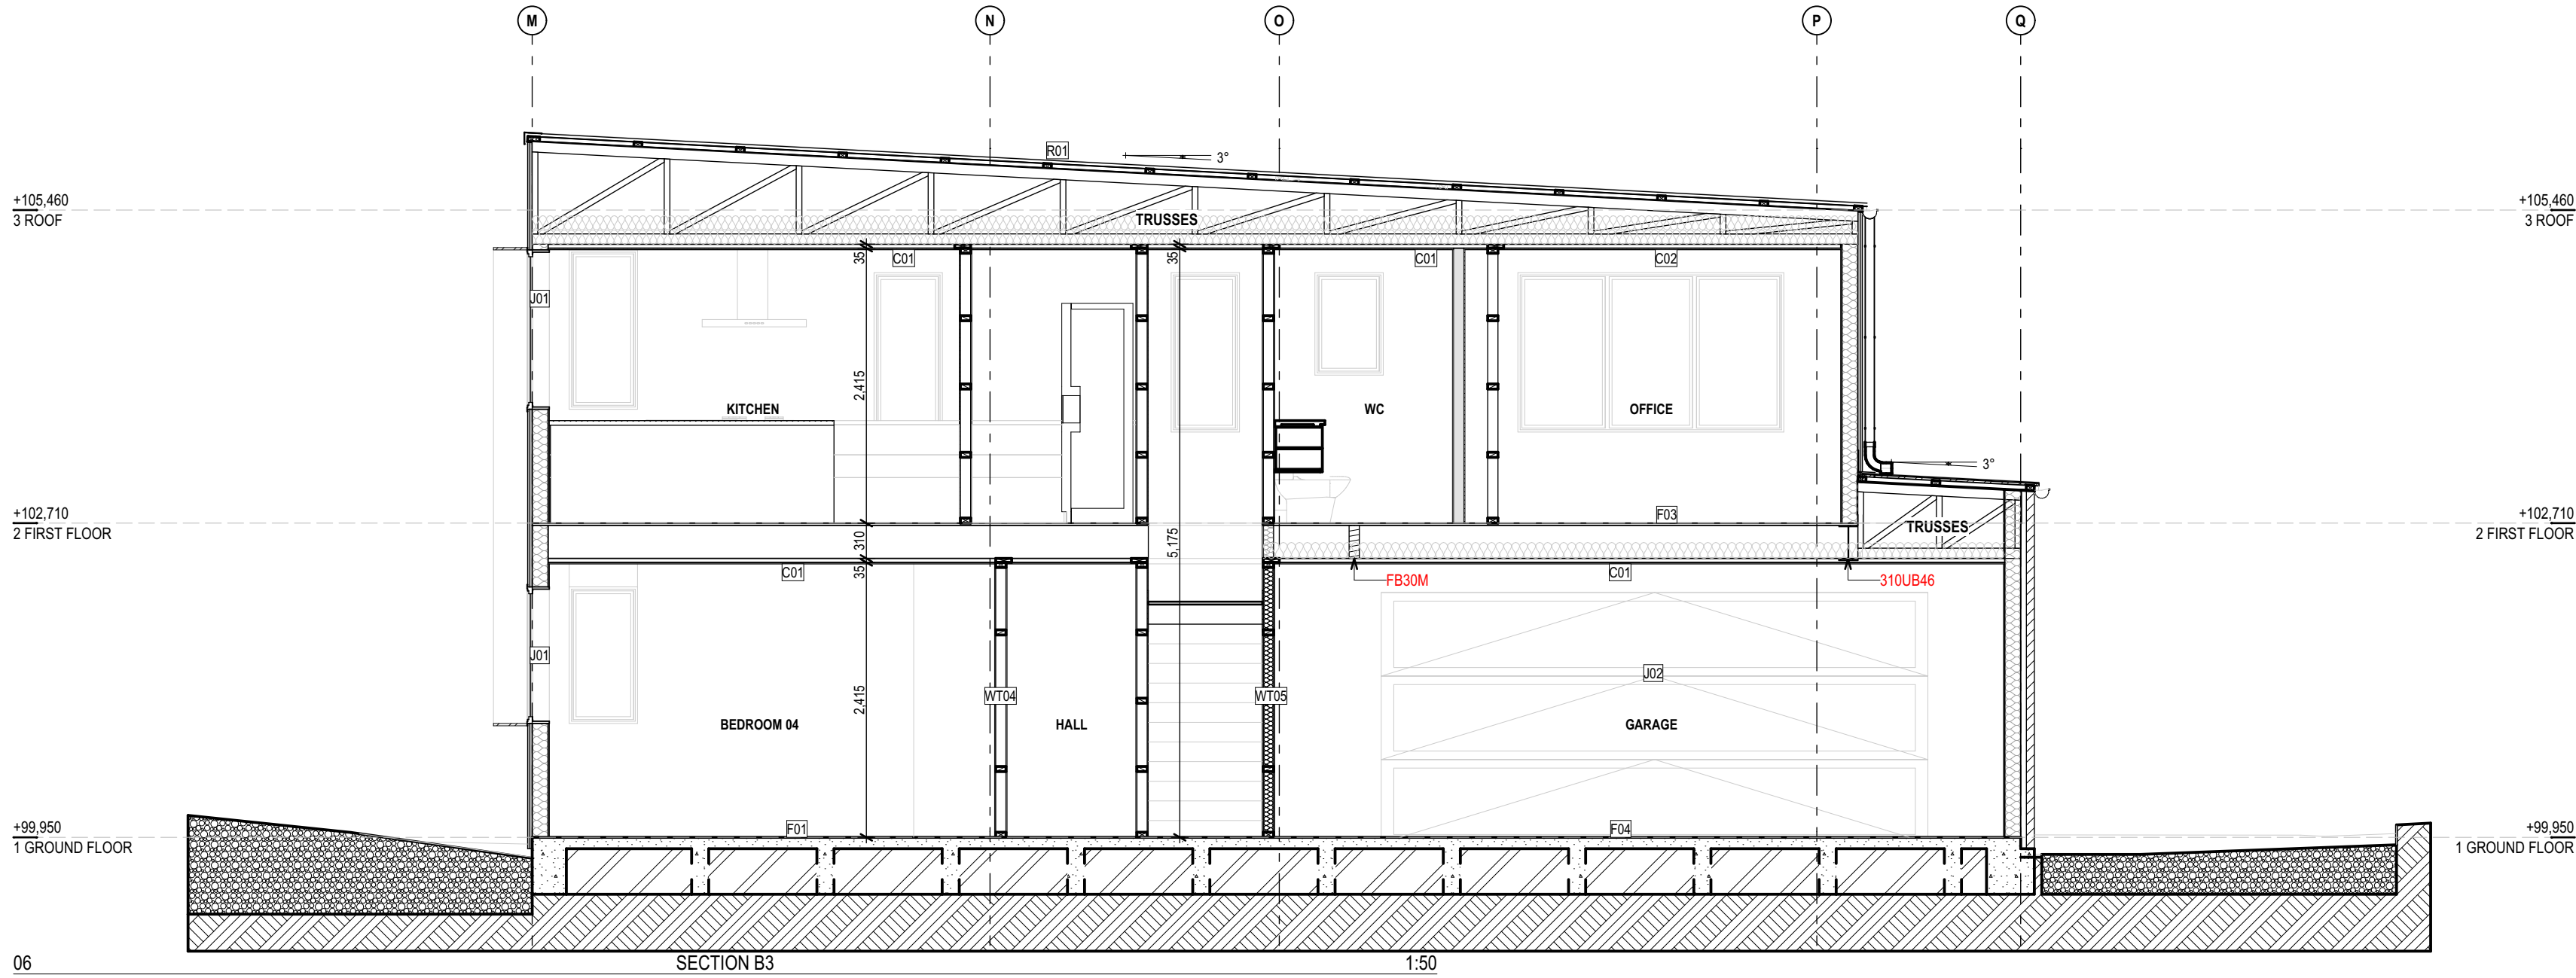 M
N
O
P
Q
R01
3°
+105,460
3 ROOF
TRUSSES
+105,460
3 ROOF
35
C01
35
C01
C02
J01
2,415
KITCHEN
WC
OFFICE
3°
+102,710
2 FIRST FLOOR
F03
TRUSSES
+102,710
2 FIRST FLOOR
310
5,175
35
C01
FB30M
C01
310UB46
J01
J02
2,415
WT04
WT05
BEDROOM 04
HALL
GARAGE
+99,950
1 GROUND FLOOR
F01
F04
+99,950
1 GROUND FLOOR
06
SECTION B3
1:50